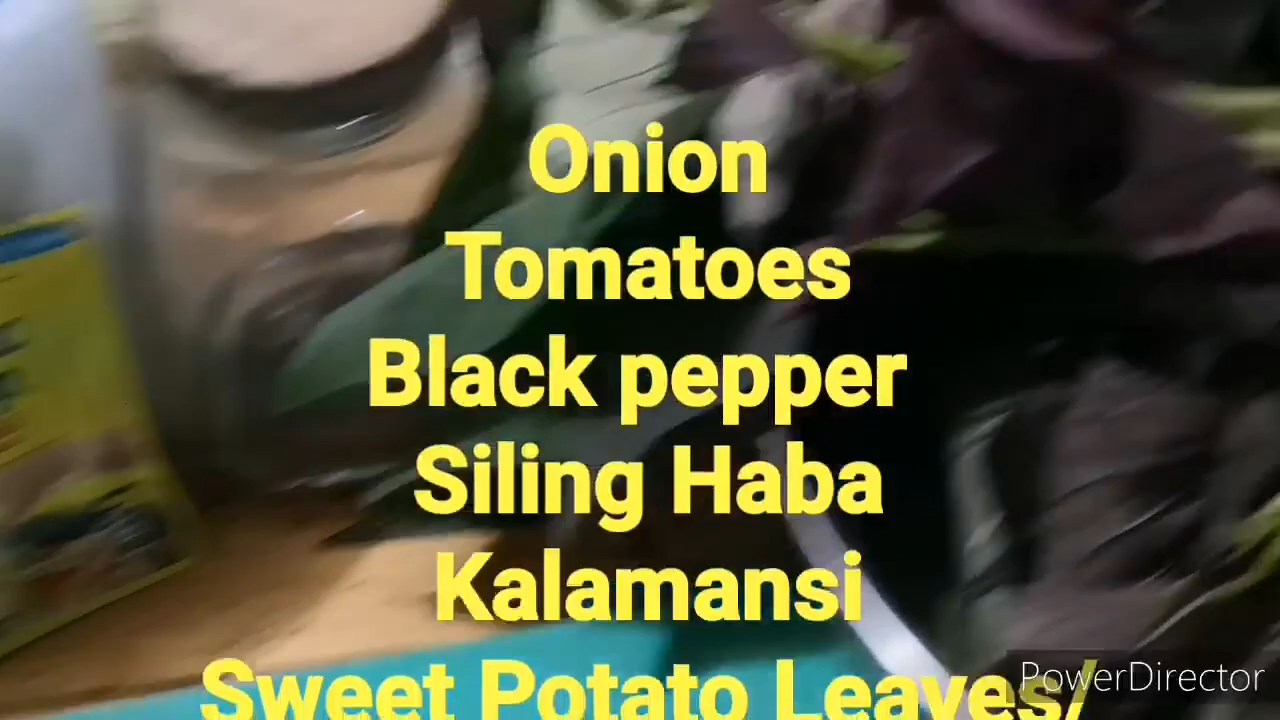 Onion
Tomatoes
Black pepper
Siling Haba
Kalamansi
Sweet Potato Leaves/
PowerDirector